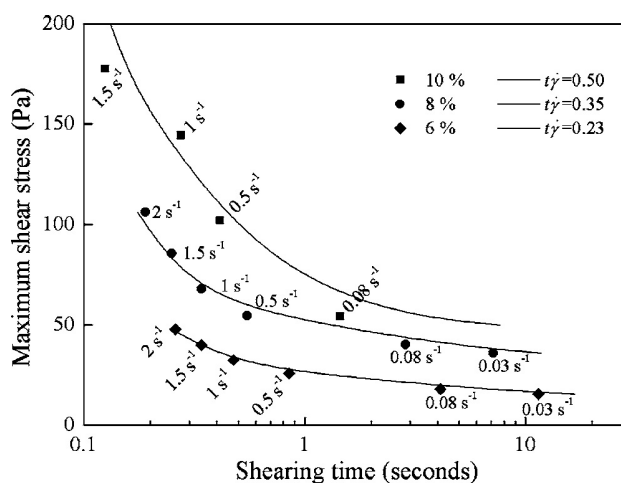 200
150
100
50
0
Maximum shear stress (Pa)
10 %
8 %
6 %
tγ̇=0.50
tγ̇=0.35
tγ̇=0.23
1.5 s⁻¹
1 s⁻¹
0.5 s⁻¹
0.08 s⁻¹
2 s⁻¹
1.5 s⁻¹
1 s⁻¹
0.5 s⁻¹
0.08 s⁻¹
0.03 s⁻¹
2 s⁻¹
1.5 s⁻¹
1 s⁻¹
0.5 s⁻¹
0.08 s⁻¹
0.03 s⁻¹
0.1
1
10
Shearing time (seconds)